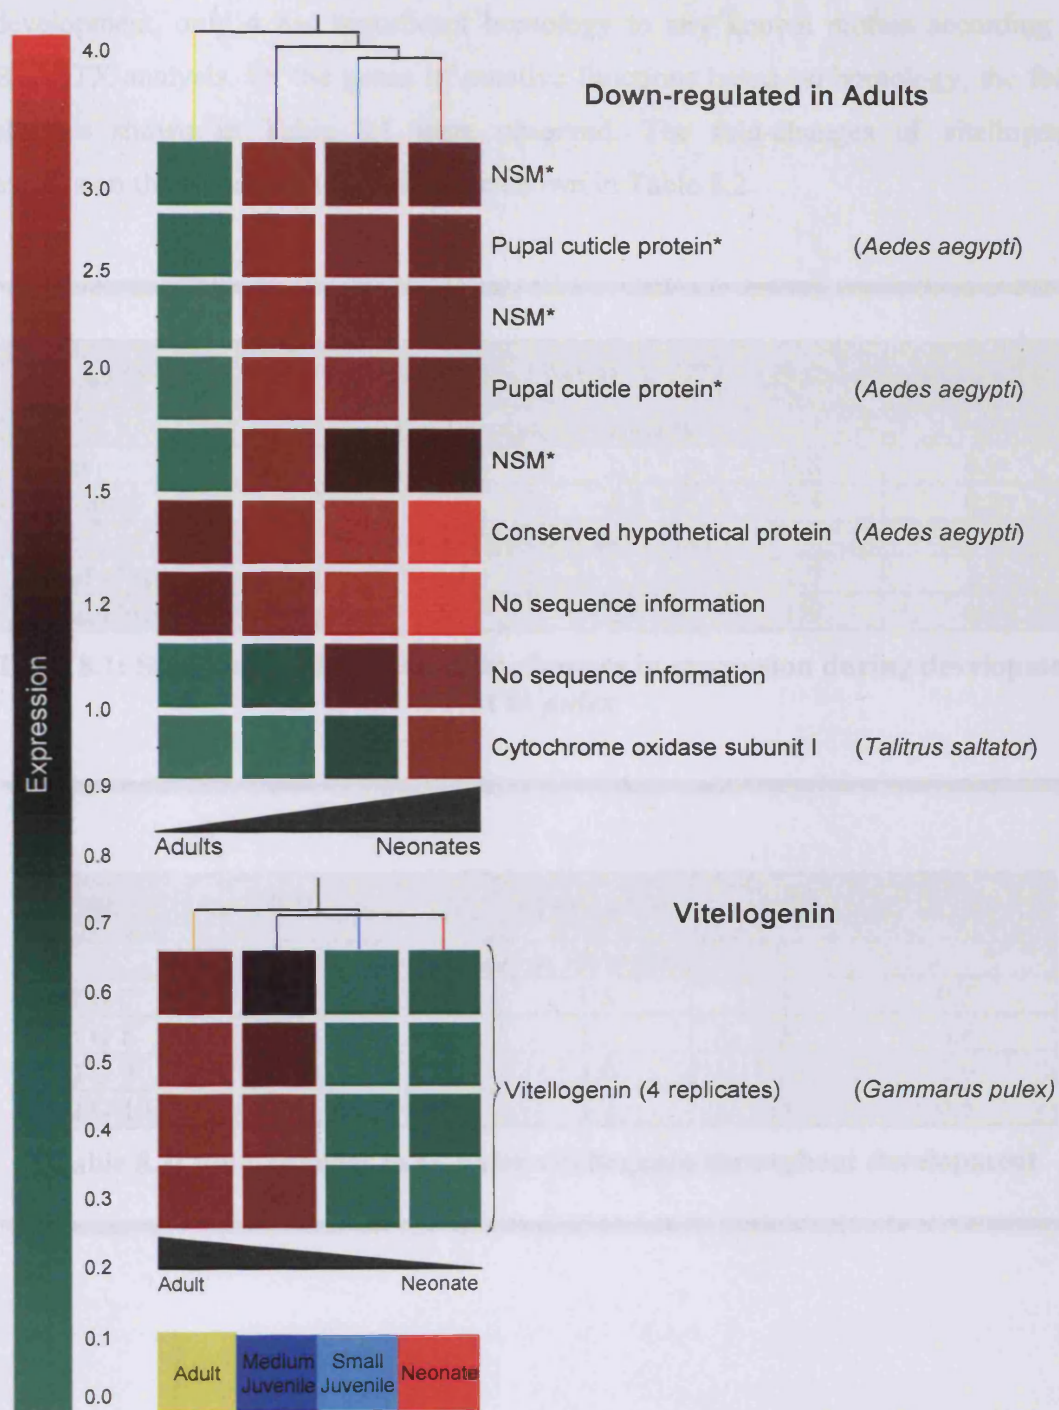 4.0
3.0
2.5
2.0
1.5
1.2
1.0
0.9
0.8
0.7
0.6
0.5
0.4
0.3
0.2
0.1
0.0
Expression
Down-regulated in Adults
NSM*
Pupal cuticle protein* (Aedes aegypti)
NSM*
Pupal cuticle protein* (Aedes aegypti)
NSM*
Conserved hypothetical protein (Aedes aegypti)
No sequence information
No sequence information
Cytochrome oxidase subunit I (Talitrus saltator)
Adults Neonates
Vitellogenin
Vitellogenin (4 replicates) (Gammarus pulex)
Adult Neonate
Adult
Medium Juvenile
Small Juvenile
Neonate